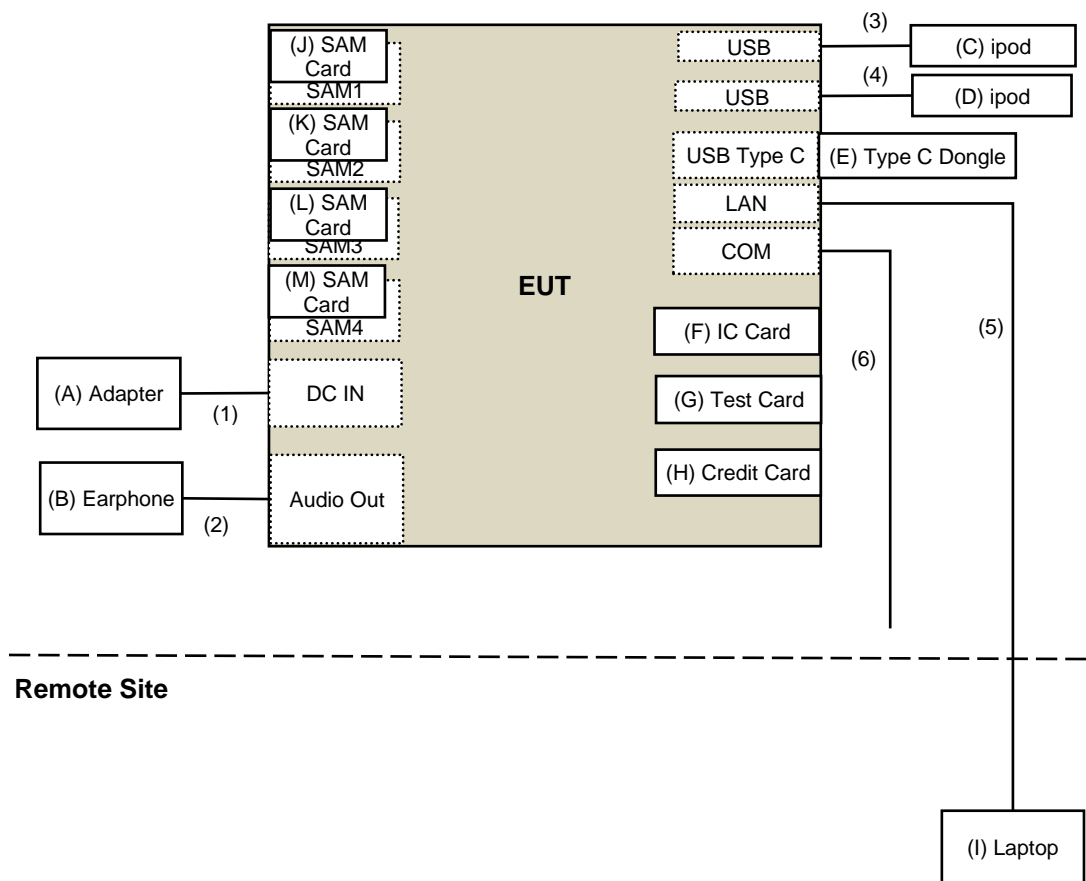 (J) SAM
Card
SAM1
(K) SAM
Card
SAM2
(L) SAM
Card
SAM3
(M) SAM
Card
SAM4
(A) Adapter
(1)
DC IN
(B) Earphone
(2)
Audio Out
EUT
USB
(3)
(C) ipod
USB
(4)
(D) ipod
USB Type C
(E) Type C Dongle
LAN
COM
(F) IC Card
(G) Test Card
(H) Credit Card
(6)
(5)
Remote Site
(I) Laptop